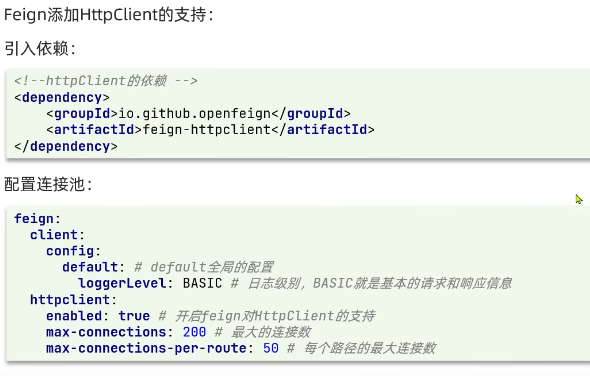 Feign添加HttpClient的支持：
引入依赖：
<!--httpClient的依赖 -->
<dependency>
    <groupId>io.github.openfeign</groupId>
    <artifactId>feign-httpclient</artifactId>
</dependency>
配置连接池：
feign:
  client:
    config:
      default: # default全局的配置
        loggerLevel: BASIC # 日志级别，BASIC就是基本的请求和响应信息
  httpclient:
    enabled: true # 开启feign对HttpClient的支持
    max-connections: 200 # 最大的连接数
    max-connections-per-route: 50 # 每个路径的最大连接数